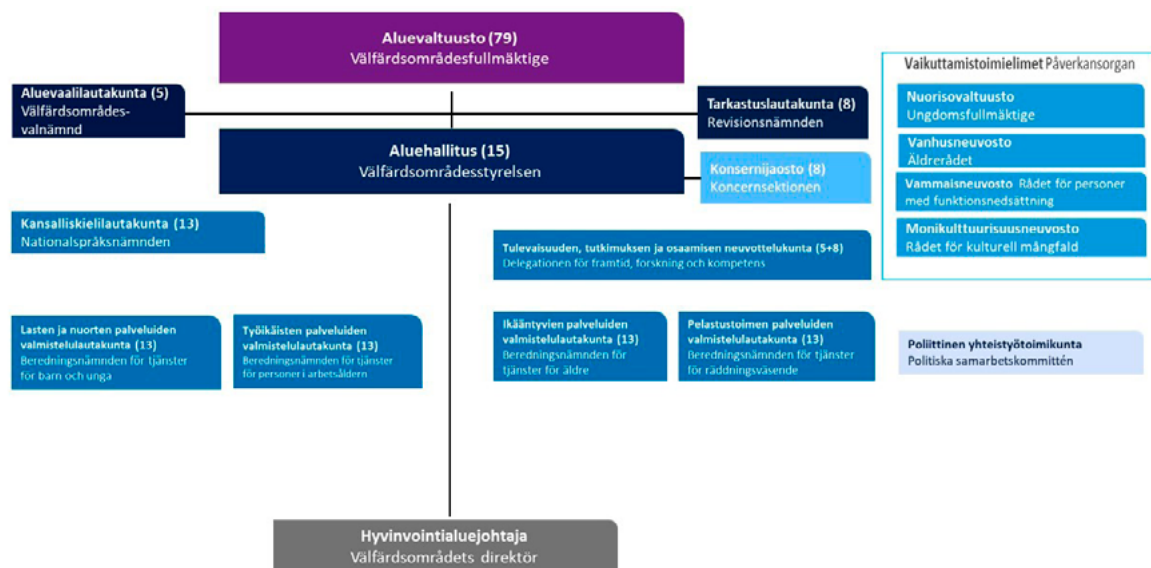 Aluevaltuusto (79)
Välfärdsområdesfullmäktige
Aluevaalilautakunta (5)
Välfärdsområdes-
valnämnd
Tarkastuslautakunta (8)
Revisionsnämnden
Aluehallitus (15)
Välfärdsområdesstyrelsen
Konsernijaosto (8)
Koncernsektionen
Vaikuttamistoimielimet Påverkansorgan
Nuorisovaltuusto
Ungdomsfullmäktige
Vanhusneuvosto
Äldrerådet
Vammaisneuvosto Rådet för personer
med funktionsnedsättning
Monikulttuurisuusneuvosto
Rådet för kulturell mångfald
Kansalliskielilautakunta (13)
Nationalspråksnämnden
Tulevaisuuden, tutkimuksen ja osaamisen neuvottelukunta (5+8)
Delegationen för framtid, forskning och kompetens
Lasten ja nuorten palveluiden
valmistelulautakunta (13)
Beredningsnämnden för tjänster
för barn och unga
Työikäisten palveluiden
valmistelulautakunta (13)
Beredningsnämnden för tjänster
för personer i arbetsåldern
Ikääntyvien palveluiden
valmistelulautakunta (13)
Beredningsnämnden för
tjänster för äldre
Pelastustoimen palveluiden
valmistelulautakunta (13)
Beredningsnämnden för tjänster
för räddningsväsende
Poliittinen yhteistyötoimikunta
Politiska samarbetskommittén
Hyvinvointialuejohtaja
Välfärdsområdets direktör